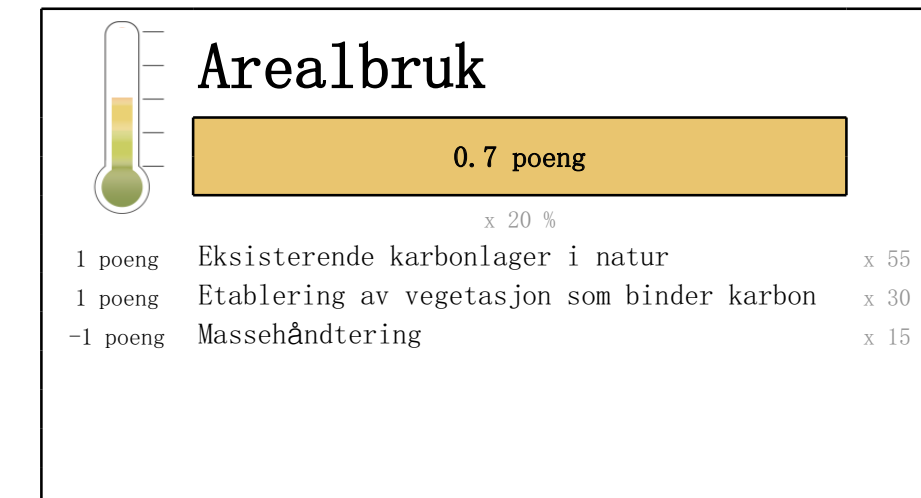 Arealbruk
0.7 poeng
x 20 %
1 poeng Eksisterende karbonlager i natur x 55
1 poeng Etablering av vegetasjon som binder karbon x 30
-1 poeng Massehåndtering x 15